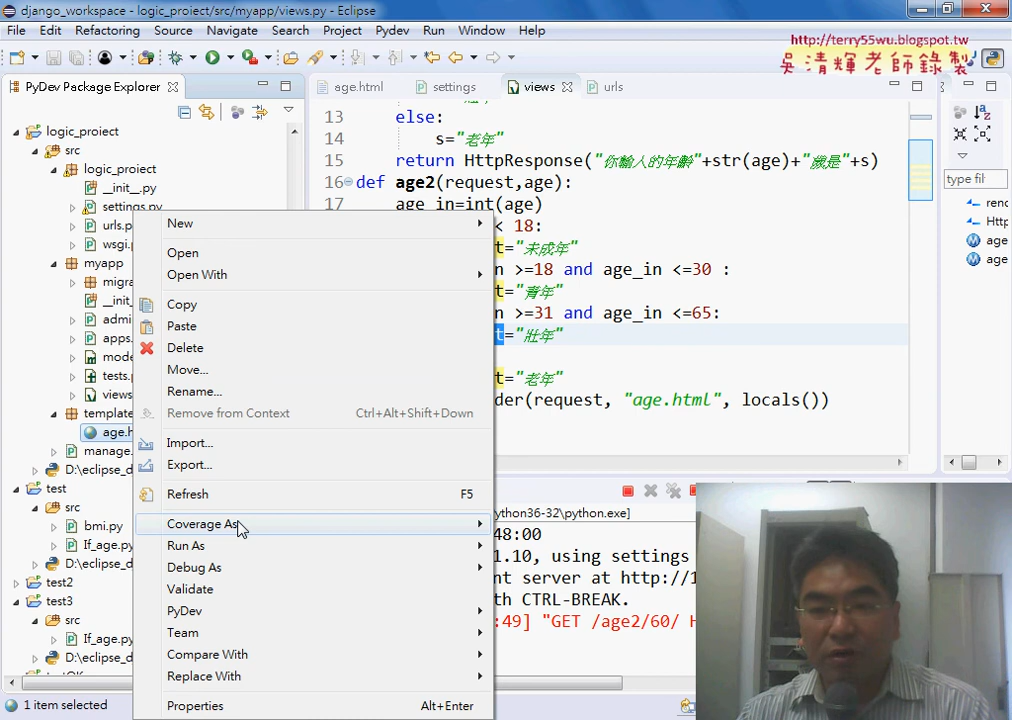 django_workspace - logic_project/src/myapp/views.py - Eclipse
File Edit Refactoring Source Navigate Search Project Pydev Run Window Help
http://terry55wu.blogspot.tw
吳清輝老師錄製
PyDev Package Explorer
age.html settings views urls
logic_project
src
logic_project
__init__.py
settings.py
urls.p
wsgi.p
myapp
migra
__init_
admi
apps.
mode
tests.
views
template
age.h
manage.
D:\eclipse_d
test
src
bmi.py
If_age.py
D:\eclipse_d
test2
test3
src
If_age.py
D:\eclipse_d
1 item selected
New
Open
Open With
Copy
Paste
Delete
Move...
Rename...
Remove from Context Ctrl+Alt+Shift+Down
Import...
Export...
Refresh F5
Coverage As
Run As
Debug As
Validate
PyDev
Team
Compare With
Replace With
Properties Alt+Enter
13 else:
14 s="老年"
15 return HttpResponse("你輸入的年齡"+str(age)+"歲是"+s)
16 def age2(request,age):
17 age_in=int(age)
< 18:
t="未成年"
n >=18 and age_in <=30 :
t="青年"
n >=31 and age_in <=65:
t="壯年"
t="老年"
der(request, "age.html", locals())
type fil
renc
Http
age
age
ython36-32\python.exe]
48:00
1.10, using settings
nt server at http://1
th CTRL-BREAK.
:49] "GET /age2/60/ H